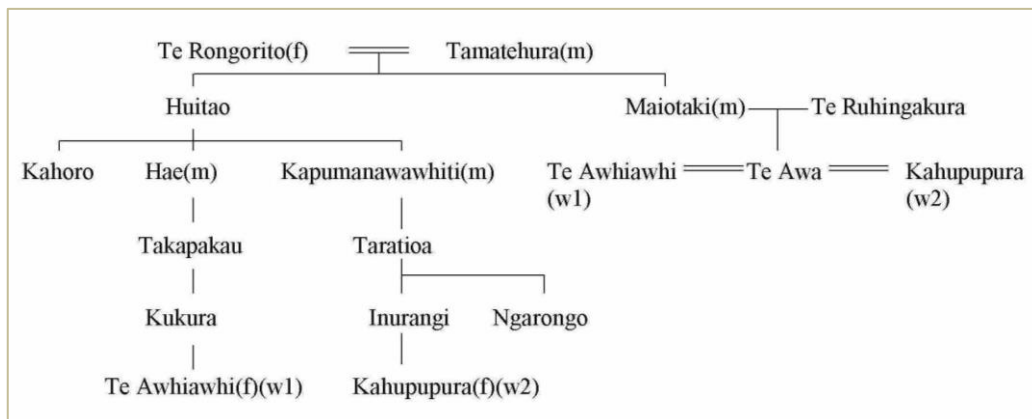 Te Rongorito(f) Tamatehura(m)
Huitao Maiotaki(m) Te Ruhingakura
Kahoro Hae(m) Kapumanawawhiti(m) Te Awhiawhi Te Awa Kahupupura
(w1) (w2)
Takapakau Taratioa
Kukura Inurangi Ngarongo
Te Awhiawhi(f)(w1) Kahupupura(f)(w2)